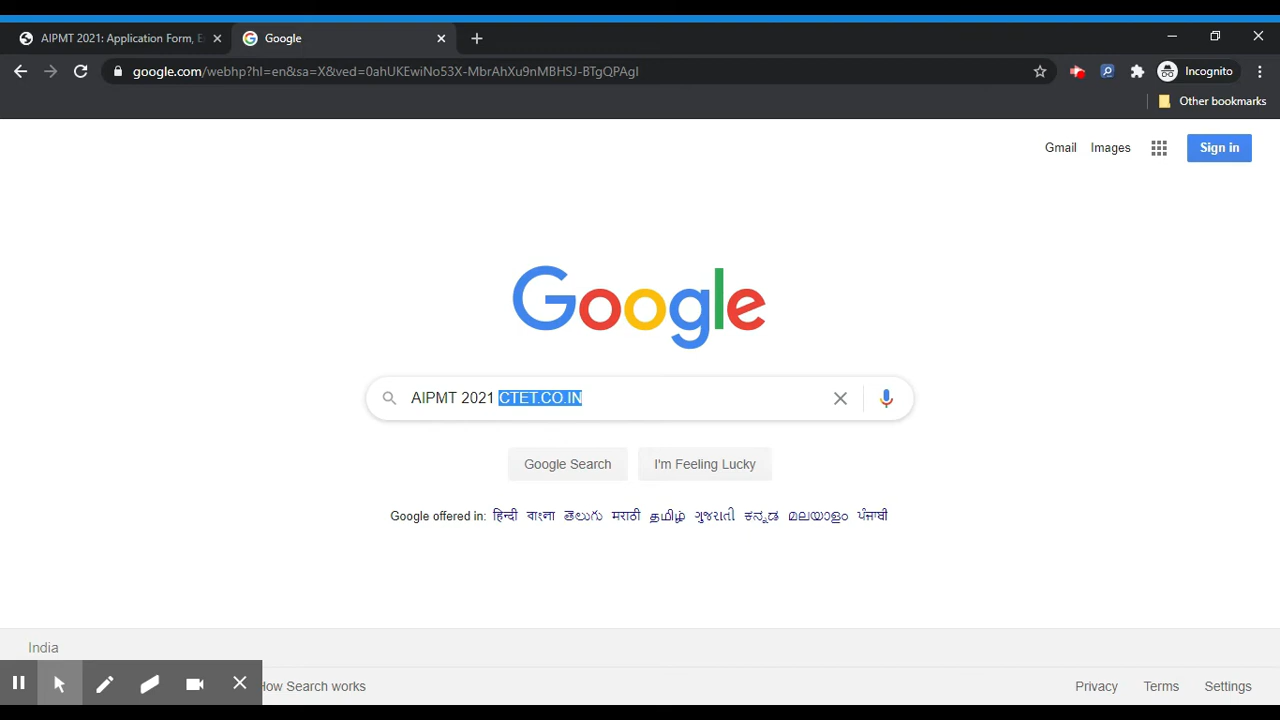 AIPMT 2021: Application Form, E
Google
google.com/webhp?hl=en&sa=X&ved=0ahUKEwiNo53X-MbrAhXu9nMBHSJ-BTgQPAgI
Incognito
Other bookmarks
Gmail Images Sign in
Google
AIPMT 2021 CTET.CO.IN
Google Search I'm Feeling Lucky
Google offered in: हिन्दी বাংলা తెలుగు मराठी தமிழ் ગુજરાતી ಕನ್ನಡ മലയാളം ਪੰਜਾਬੀ
India
How Search works Privacy Terms Settings